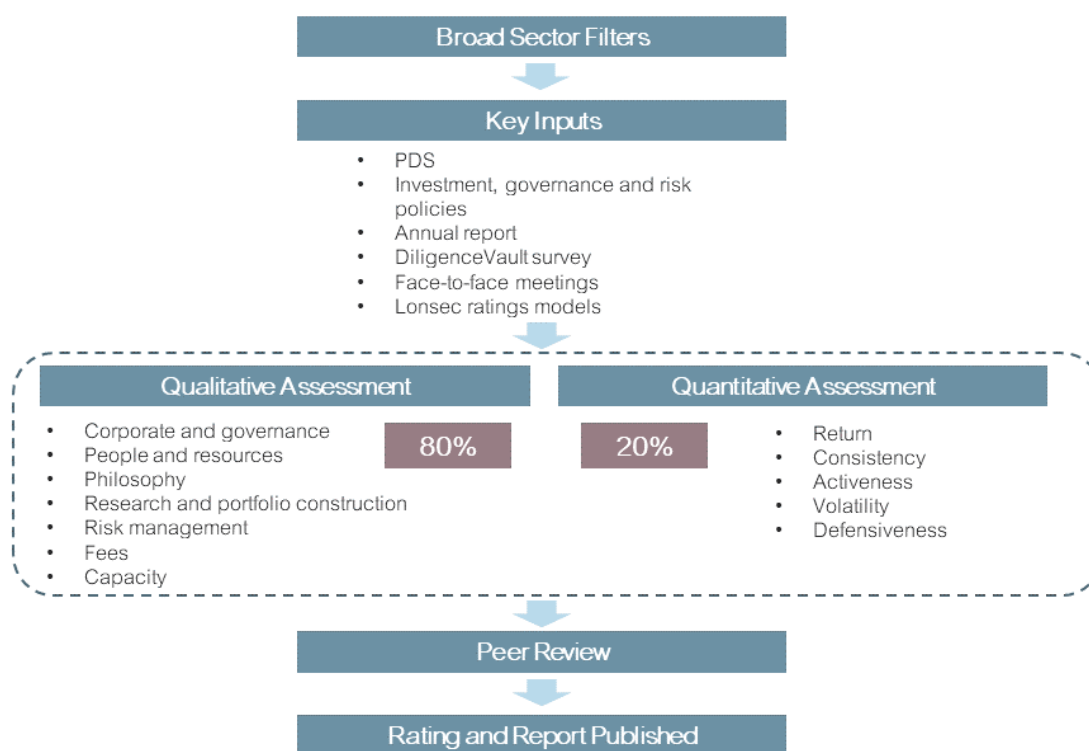 Broad Sector Filters
Key Inputs
• PDS
• Investment, governance and risk
policies
• Annual report
• DiligenceVault survey
• Face-to-face meetings
• Lonsec ratings models
Qualitative Assessment
80%
• Corporate and governance
• People and resources
• Philosophy
• Research and portfolio construction
• Risk management
• Fees
• Capacity
Quantitative Assessment
20%
• Return
• Consistency
• Activeness
• Volatility
• Defensiveness
Peer Review
Rating and Report Published